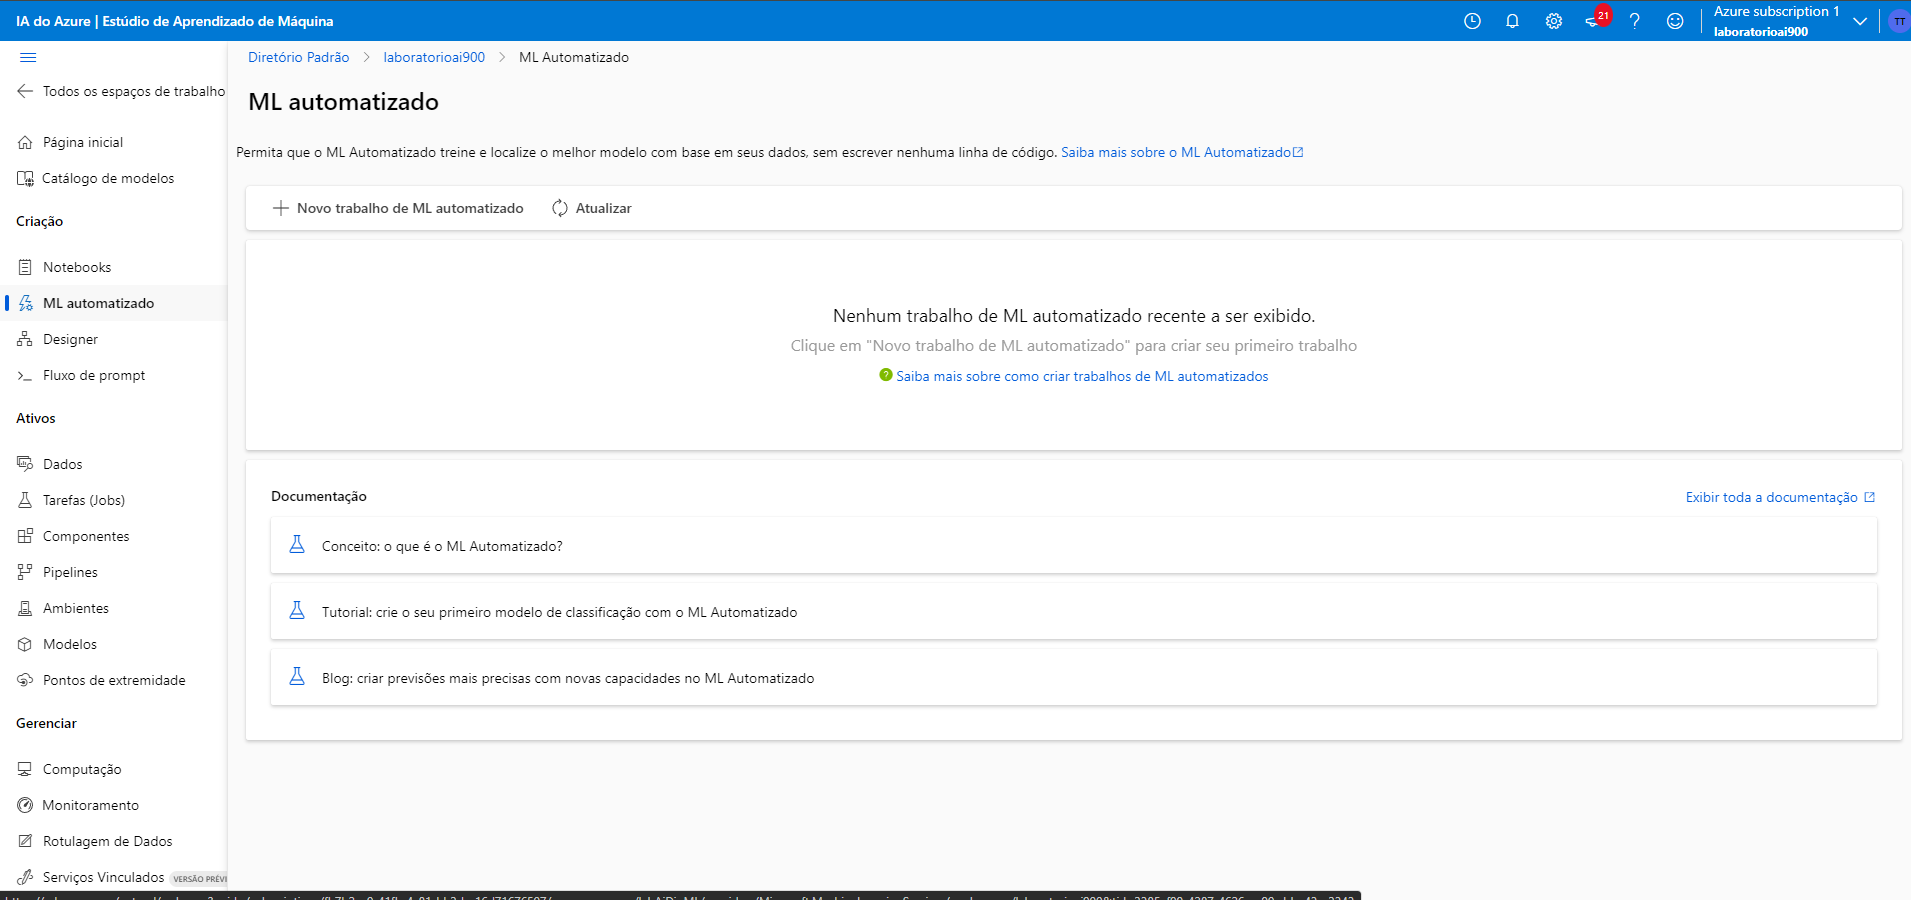 IA do Azure | Estúdio de Aprendizado de Máquina
21
Azure subscription 1
laboratorioai900
TT
Todos os espaços de trabalho
Página inicial
Catálogo de modelos
Criação
Notebooks
ML automatizado
Designer
Fluxo de prompt
Ativos
Dados
Tarefas (Jobs)
Componentes
Pipelines
Ambientes
Modelos
Pontos de extremidade
Gerenciar
Computação
Monitoramento
Rotulagem de Dados
Serviços Vinculados VERSÃO PRÉVI
Diretório Padrão > laboratorioai900 > ML Automatizado
ML automatizado
Permita que o ML Automatizado treine e localize o melhor modelo com base em seus dados, sem escrever nenhuma linha de código. Saiba mais sobre o ML Automatizado
Novo trabalho de ML automatizado Atualizar
Nenhum trabalho de ML automatizado recente a ser exibido.
Clique em "Novo trabalho de ML automatizado" para criar seu primeiro trabalho
Saiba mais sobre como criar trabalhos de ML automatizados
Documentação
Exibir toda a documentação
Conceito: o que é o ML Automatizado?
Tutorial: crie o seu primeiro modelo de classificação com o ML Automatizado
Blog: criar previsões mais precisas com novas capacidades no ML Automatizado